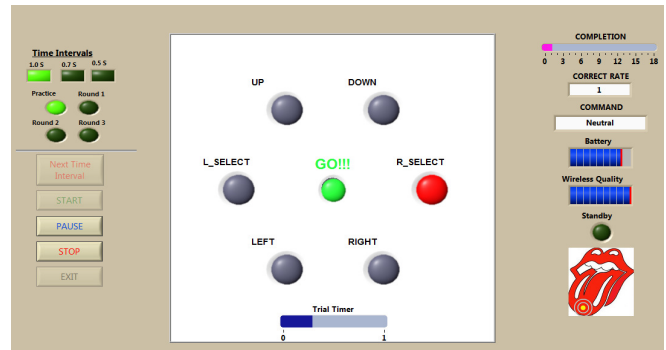 Time Intervals
1.0 S 0.7 S 0.5 S
Practice Round 1
Round 2 Round 3
Next Time
Interval
START
PAUSE
STOP
EXIT
UP DOWN
L_SELECT GO!!! R_SELECT
LEFT RIGHT
Trial Timer
0 1
COMPLETION
0 3 6 9 12 15 18
CORRECT RATE
1
COMMAND
Neutral
Battery
Wireless Quality
Standby